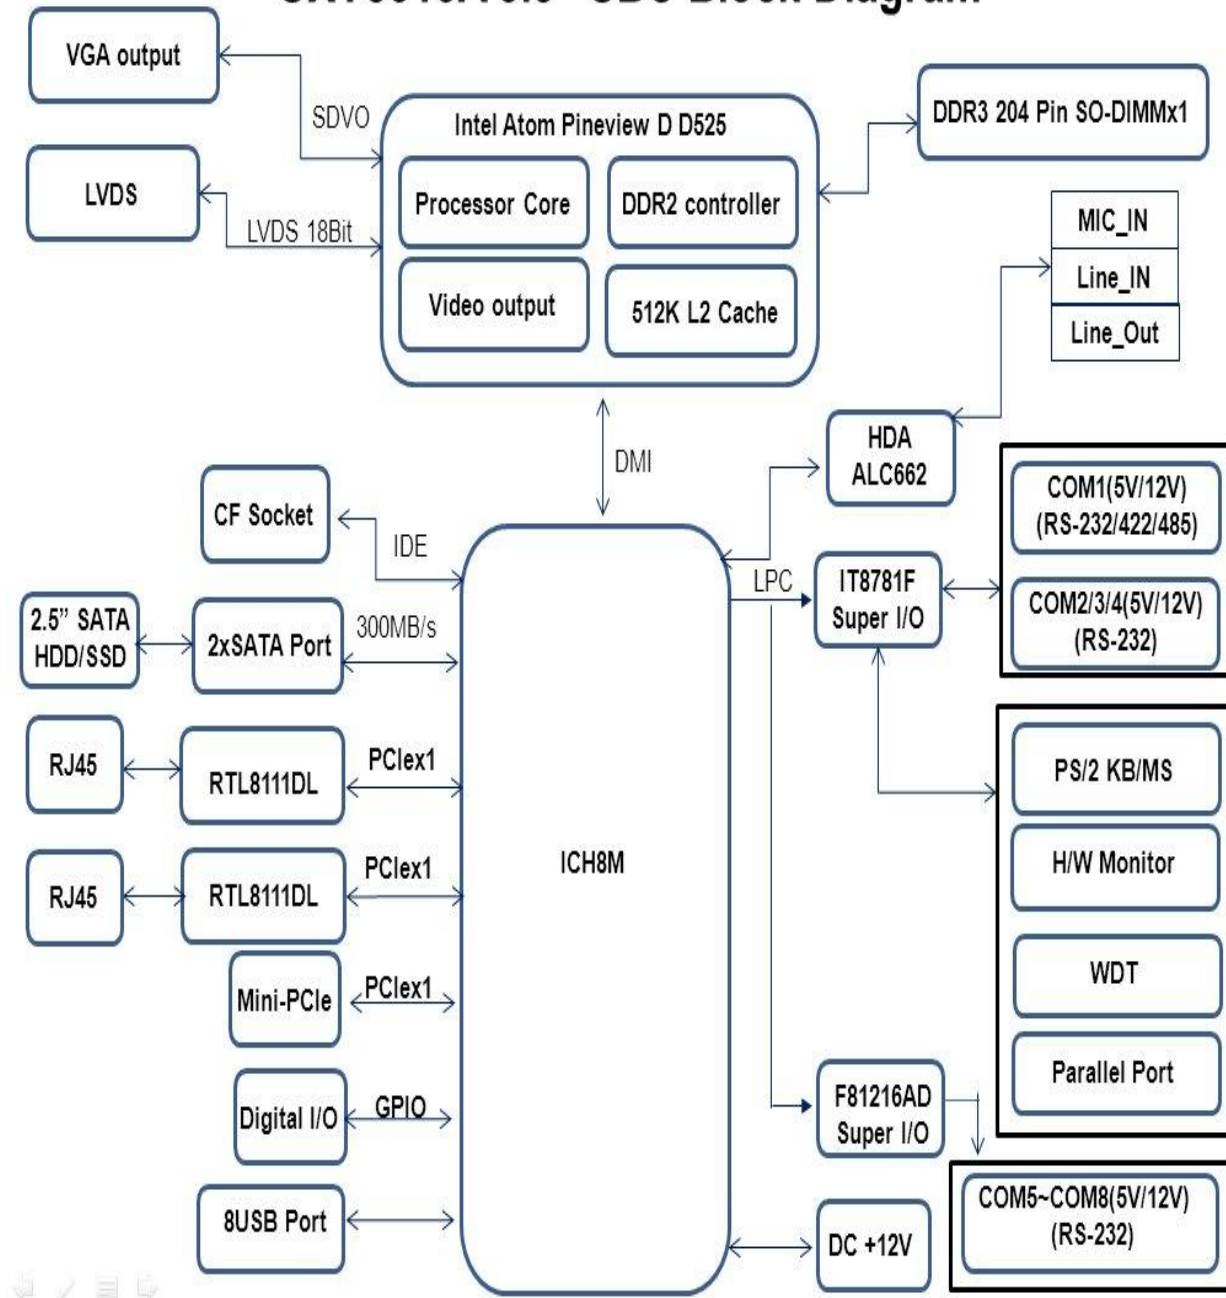 Block Diagram
VGA output
SDVO
Intel Atom Pineview D D525
DDR3 204 Pin SO-DIMMx1
LVDS
LVDS 18Bit
Processor Core
DDR2 controller
Video output
512K L2 Cache
MIC_IN
Line_IN
Line_Out
DMI
HDA
ALC662
CF Socket
IDE
COM1(5V/12V)
(RS-232/422/485)
LPC
IT8781F
Super I/O
COM2/3/4(5V/12V)
(RS-232)
2.5” SATA
HDD/SSD
2xSATA Port
300MB/s
RJ45
RTL8111DL
PCIex1
PS/2 KB/MS
ICH8M
H/W Monitor
RJ45
RTL8111DL
PCIex1
WDT
Mini-PCIe
PCIex1
Parallel Port
Digital I/O
GPIO
F81216AD
Super I/O
8USB Port
DC +12V
COM5~COM8(5V/12V)
(RS-232)